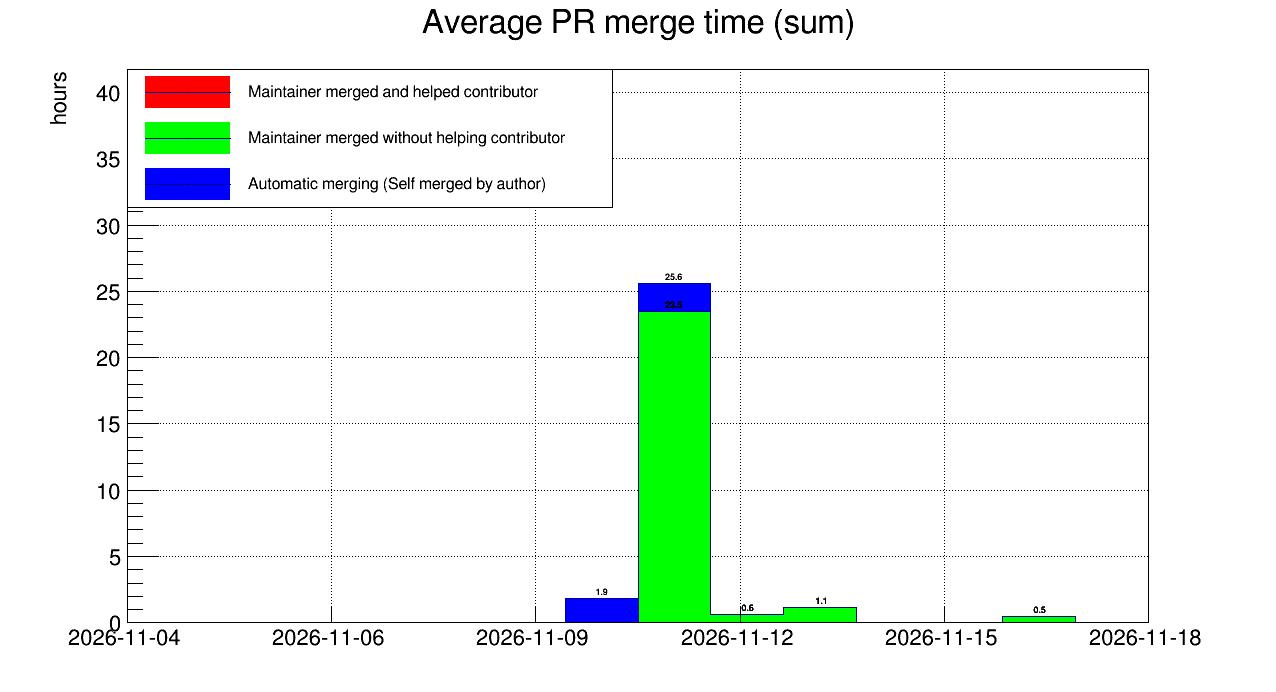 Average PR merge time (sum)
hours
40
35
30
25
20
15
10
5
0
Maintainer merged and helped contributor
Maintainer merged without helping contributor
Automatic merging (Self merged by author)
25.6
23.5
1.9
0.6
1.1
0.5
2026-11-04 2026-11-06 2026-11-09 2026-11-12 2026-11-15 2026-11-18